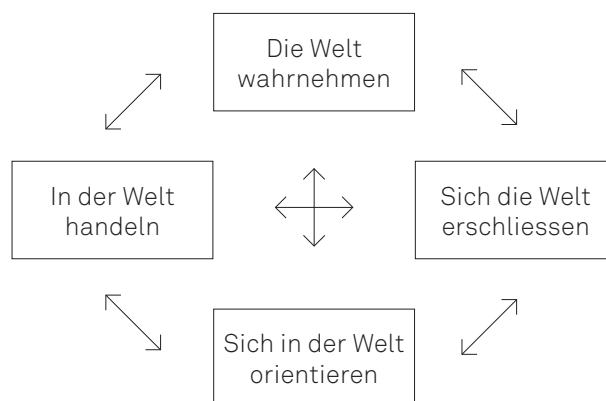 Die Welt
wahrnehmen
In der Welt
handeln
Sich die Welt
erschliessen
Sich in der Welt
orientieren